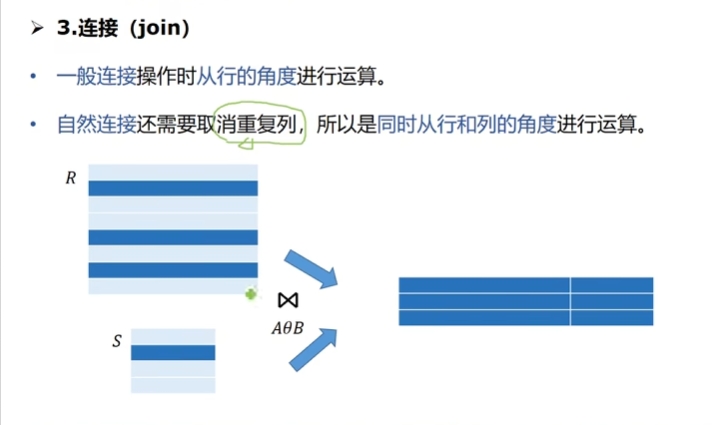 ➢ 3.连接（join）
• 一般连接操作时从行的角度进行运算。
• 自然连接还需要取消重复列，所以是同时从行和列的角度进行运算。
R
⋈
AθB
S